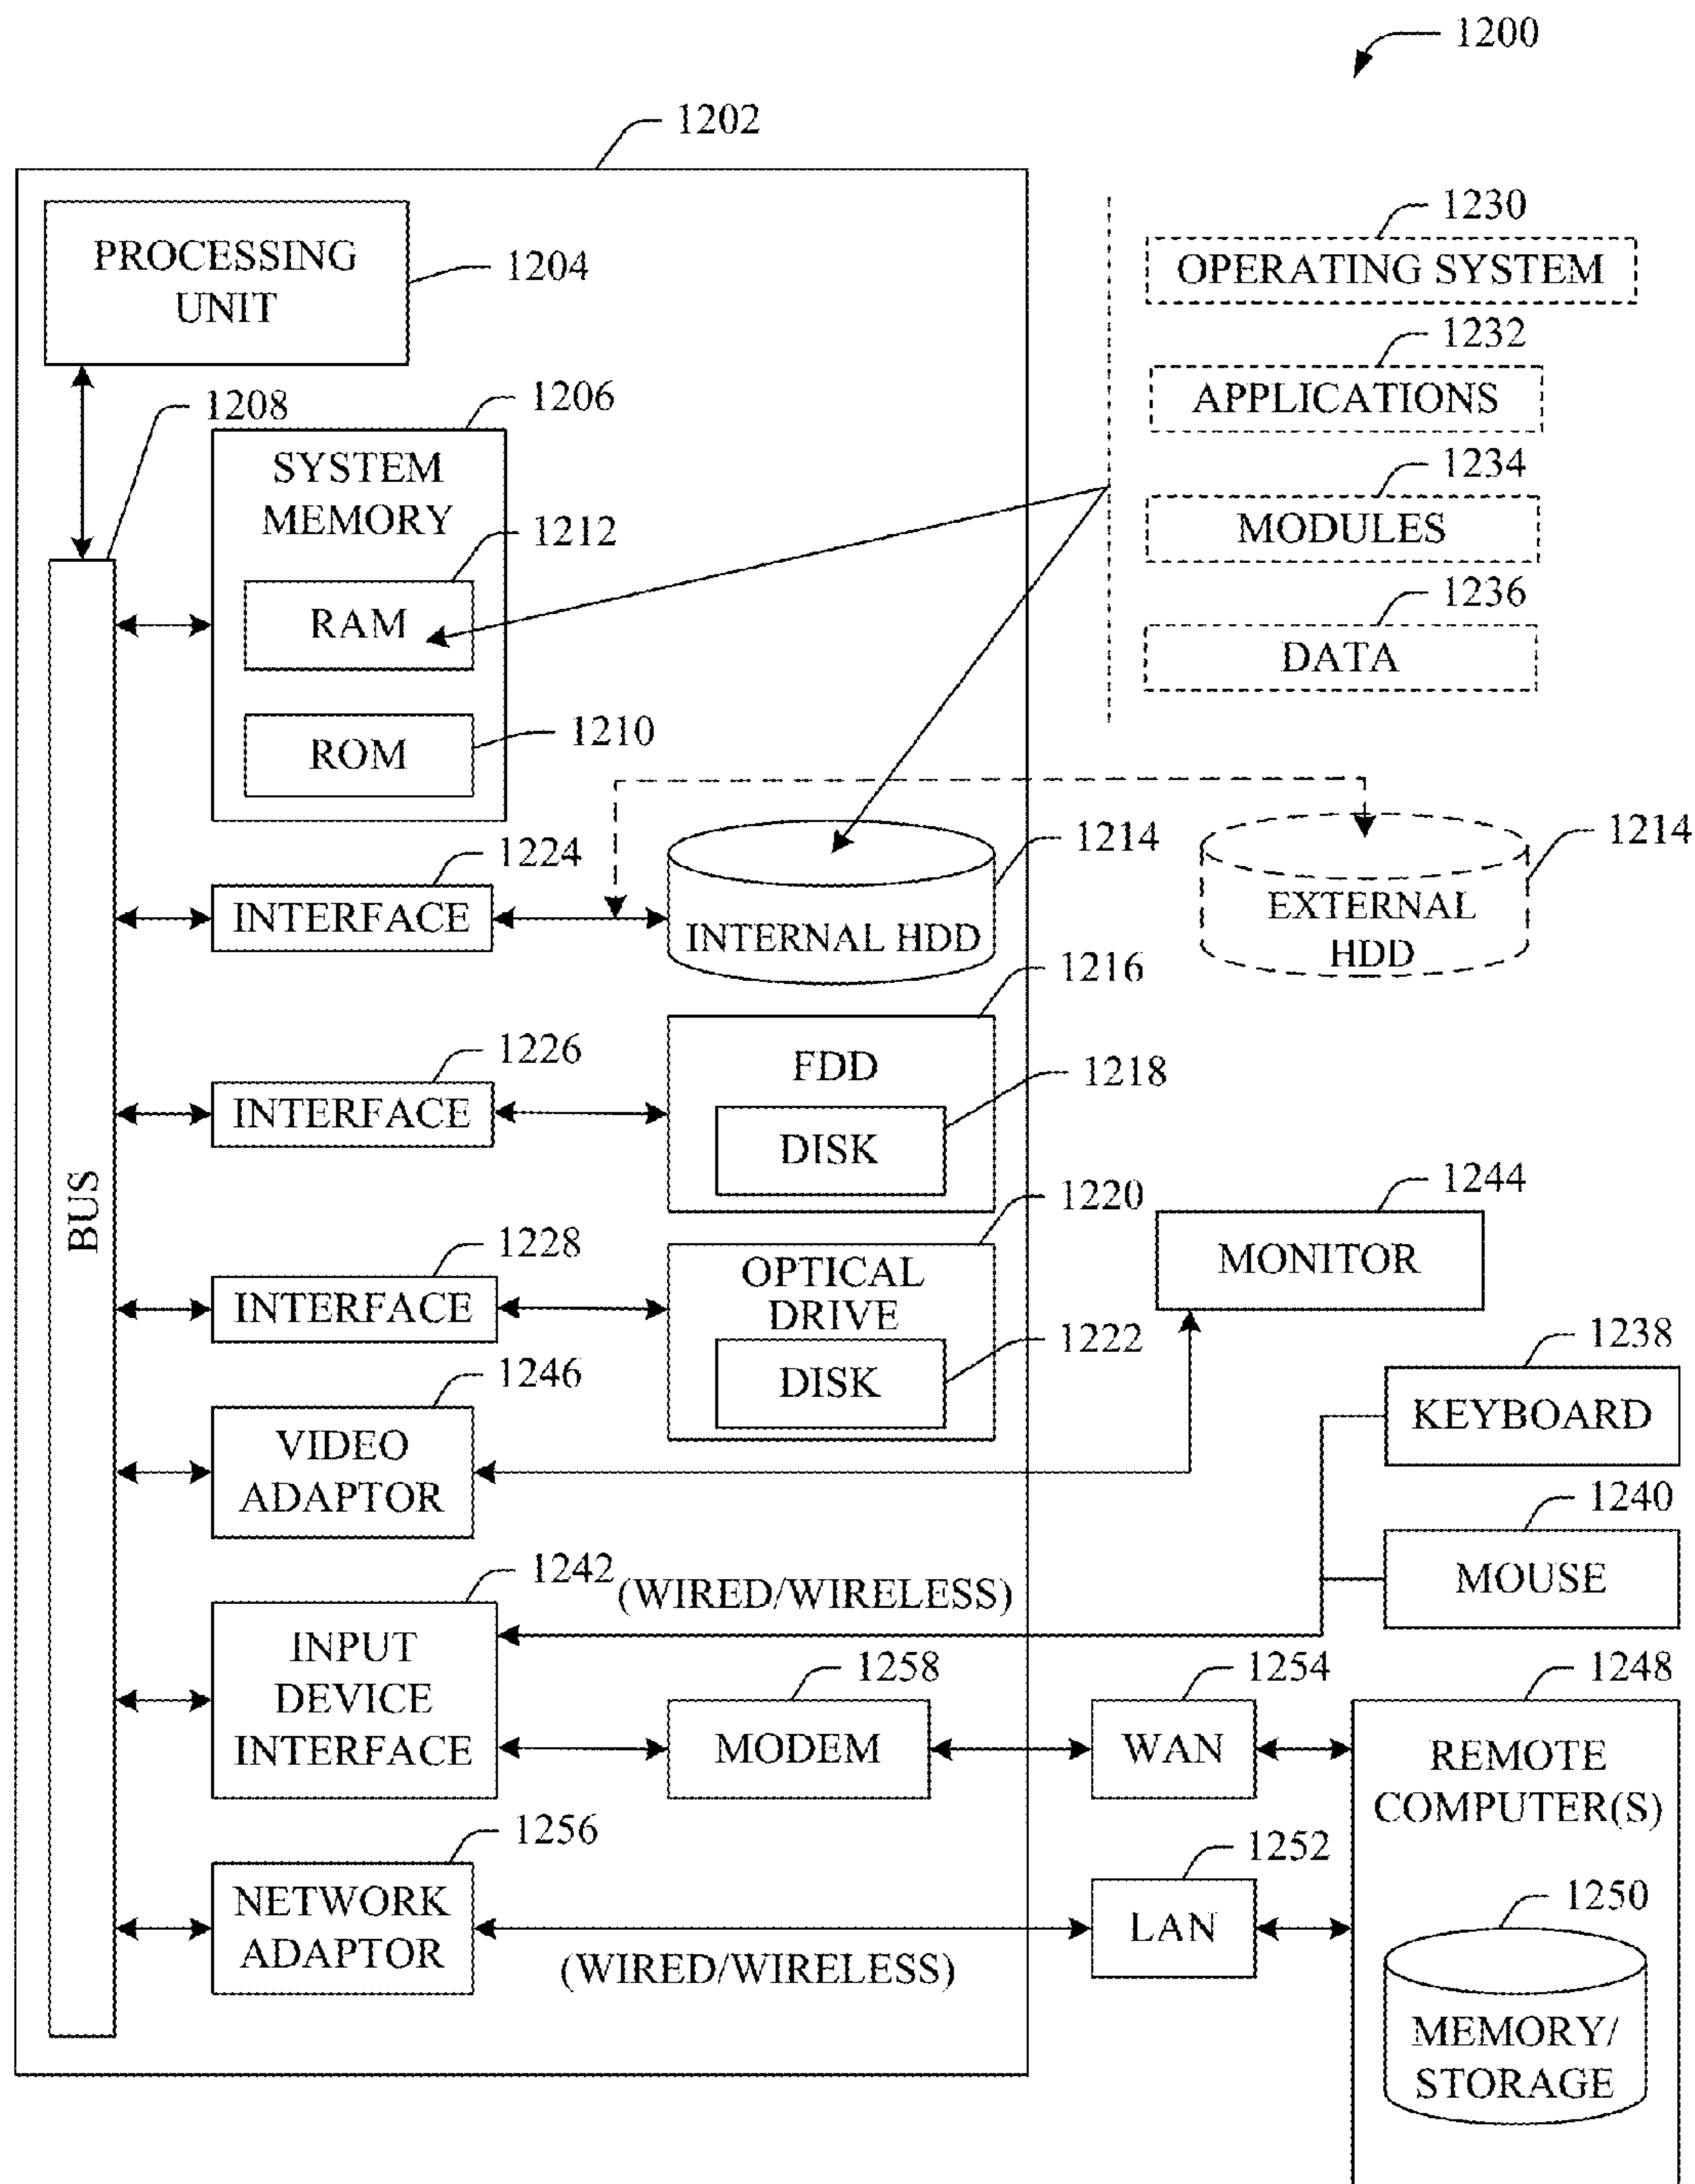 1200
1202
PROCESSING
UNIT
1204
1230
OPERATING SYSTEM
1232
APPLICATIONS
1234
MODULES
1236
DATA
1208
1206
SYSTEM
MEMORY
1212
RAM
1210
ROM
1224
INTERFACE
1214
INTERNAL HDD
1214
EXTERNAL
HDD
1226
INTERFACE
1216
FDD
1218
DISK
BUS
1228
INTERFACE
1220
OPTICAL
DRIVE
1222
DISK
1244
MONITOR
1246
VIDEO
ADAPTOR
1238
KEYBOARD
1240
MOUSE
1242
(WIRED/WIRELESS)
INPUT
DEVICE
INTERFACE
1258
MODEM
1254
WAN
1248
REMOTE
COMPUTER(S)
1256
NETWORK
ADAPTOR
(WIRED/WIRELESS)
1252
LAN
1250
MEMORY/
STORAGE